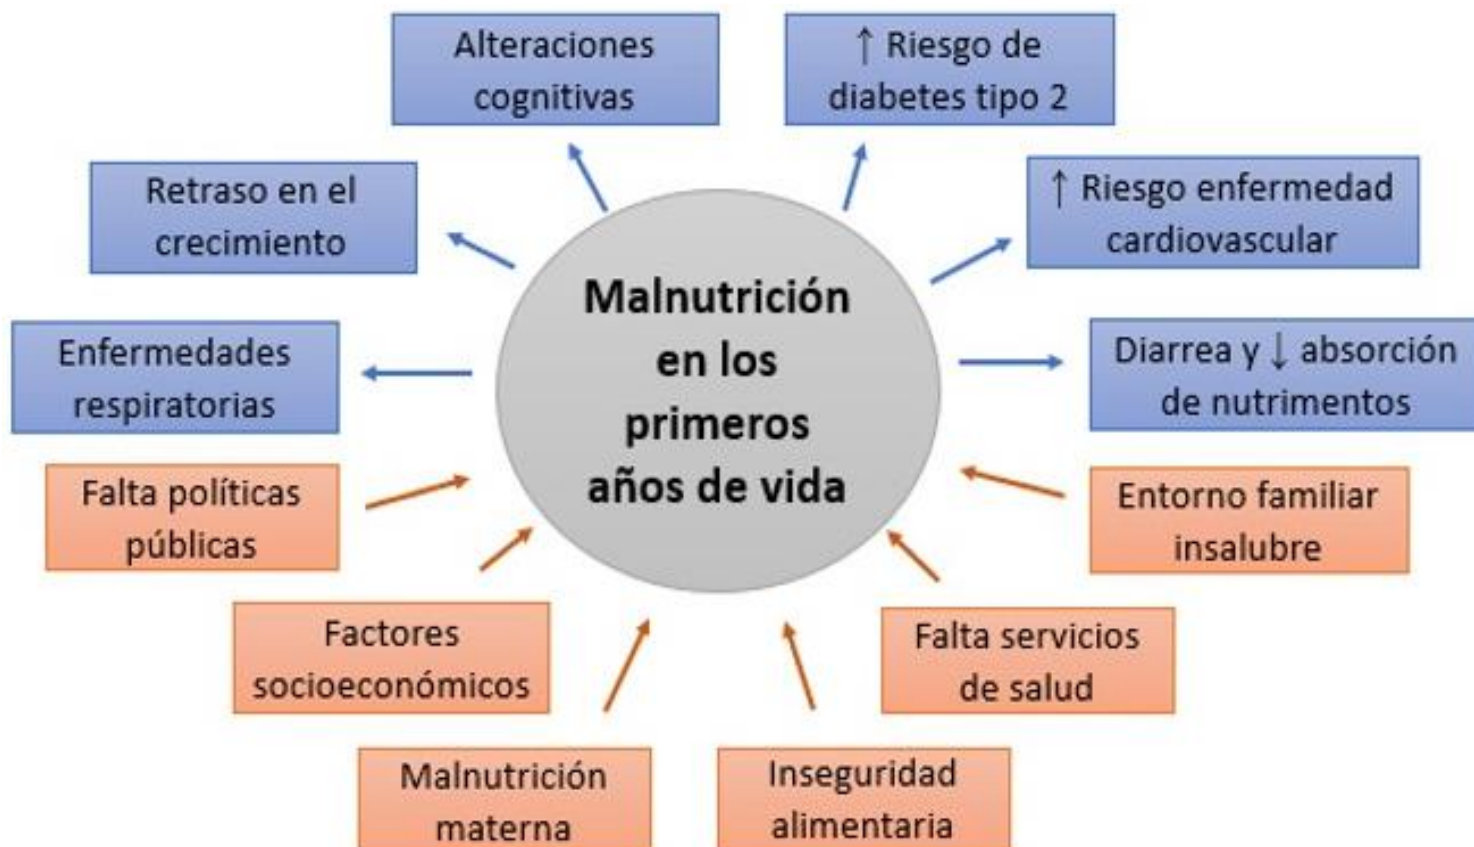 Alteraciones
cognitivas
↑ Riesgo de
diabetes tipo 2
Retraso en el
crecimiento
↑ Riesgo enfermedad
cardiovascular
Enfermedades
respiratorias
Malnutrición
en los
primeros
años de vida
Diarrea y ↓ absorción
de nutrimentos
Falta políticas
públicas
Entorno familiar
insalubre
Factores
socioeconómicos
Falta servicios
de salud
Malnutrición
materna
Inseguridad
alimentaria